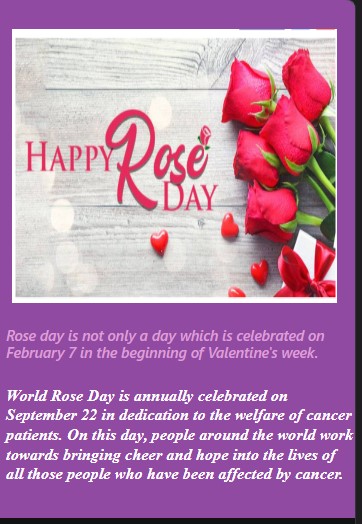 HAPPY Rose
DAY
Rose day is not only a day which is celebrated on
February 7 in the beginning of Valentine's week.
World Rose Day is annually celebrated on
September 22 in dedication to the welfare of cancer
patients. On this day, people around the world work
towards bringing cheer and hope into the lives of
all those people who have been affected by cancer.